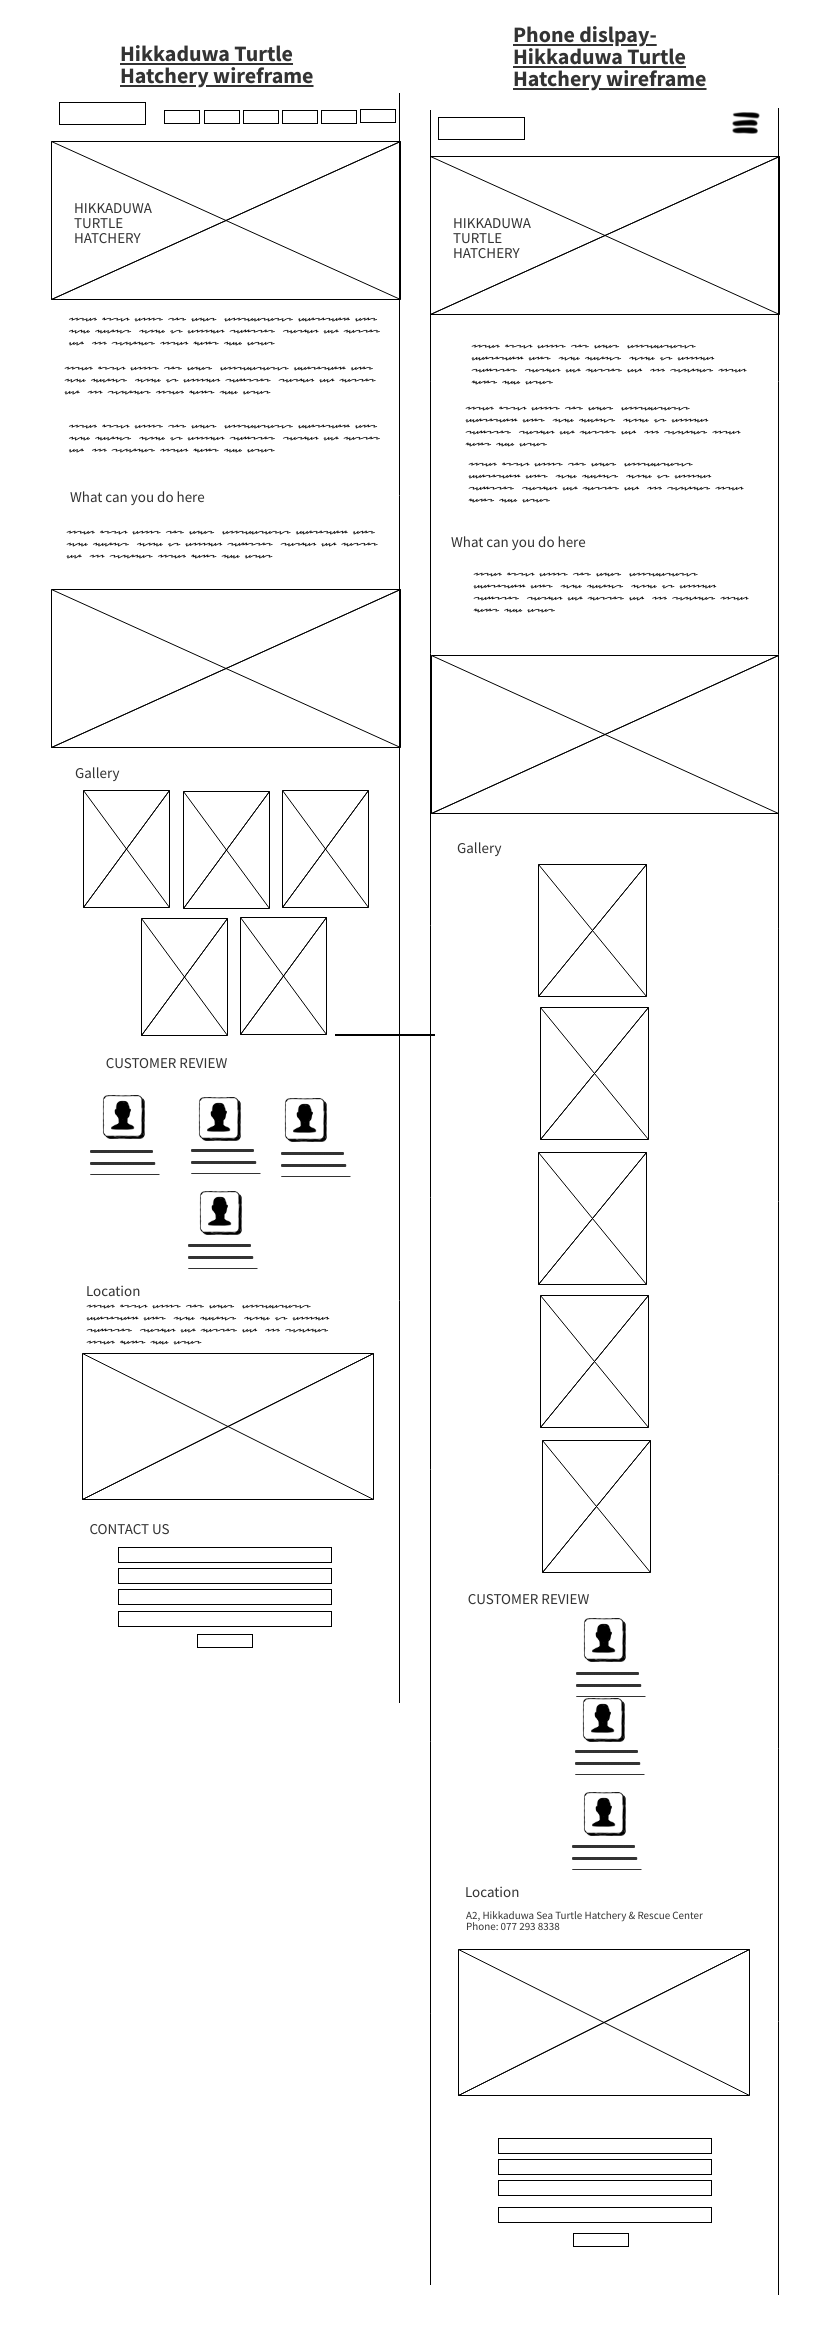 Hikkaduwa Turtle
Hatchery wireframe
HIKKADUWA
TURTLE
HATCHERY
What can you do here
Gallery
CUSTOMER REVIEW
Location
CONTACT US
Phone dislpay-
Hikkaduwa Turtle
Hatchery wireframe
HIKKADUWA
TURTLE
HATCHERY
What can you do here
Gallery
CUSTOMER REVIEW
Location
A2, Hikkaduwa Sea Turtle Hatchery & Rescue Center
Phone: 077 293 8338